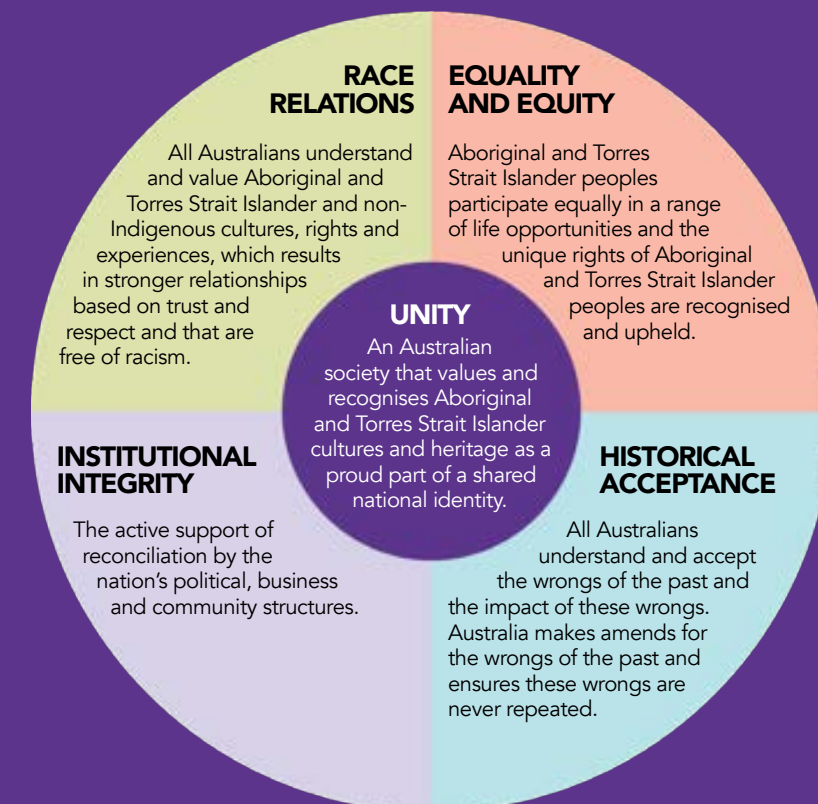 RACE
RELATIONS
All Australians understand
and value Aboriginal and
Torres Strait Islander and non-
Indigenous cultures, rights and
experiences, which results
in stronger relationships
based on trust and
respect and that are
free of racism.
EQUALITY
AND EQUITY
Aboriginal and Torres
Strait Islander peoples
participate equally in a range
of life opportunities and the
unique rights of Aboriginal
and Torres Strait Islander
peoples are recognised
and upheld.
UNITY
An Australian
society that values and
recognises Aboriginal
and Torres Strait Islander
cultures and heritage as a
proud part of a shared
national identity.
INSTITUTIONAL
INTEGRITY
The active support of
reconciliation by the
nation’s political, business
and community structures.
HISTORICAL
ACCEPTANCE
All Australians
understand and accept
the wrongs of the past and
the impact of these wrongs.
Australia makes amends for
the wrongs of the past and
ensures these wrongs are
never repeated.